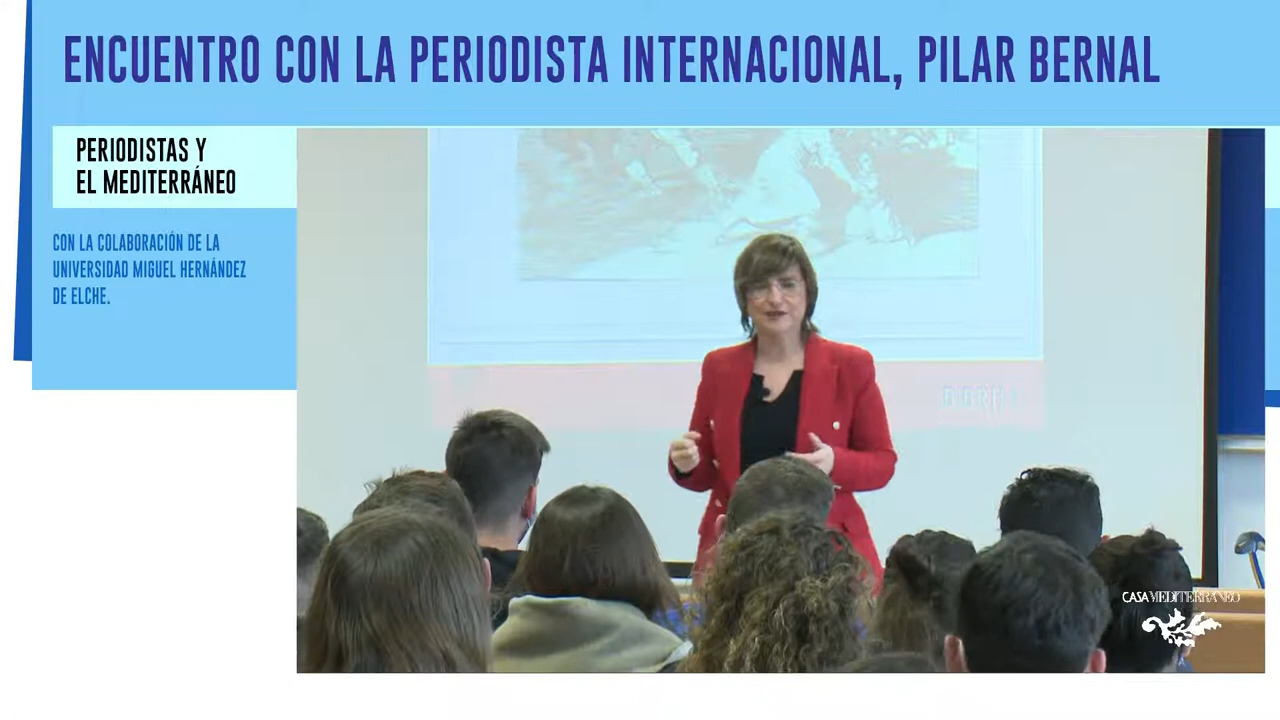 ENCUENTRO CON LA PERIODISTA INTERNACIONAL, PILAR BERNAL
PERIODISTAS Y
EL MEDITERRÁNEO
CON LA COLABORACIÓN DE LA
UNIVERSIDAD MIGUEL HERNÁNDEZ
DE ELCHE.
CASA MEDITERRÁNEO